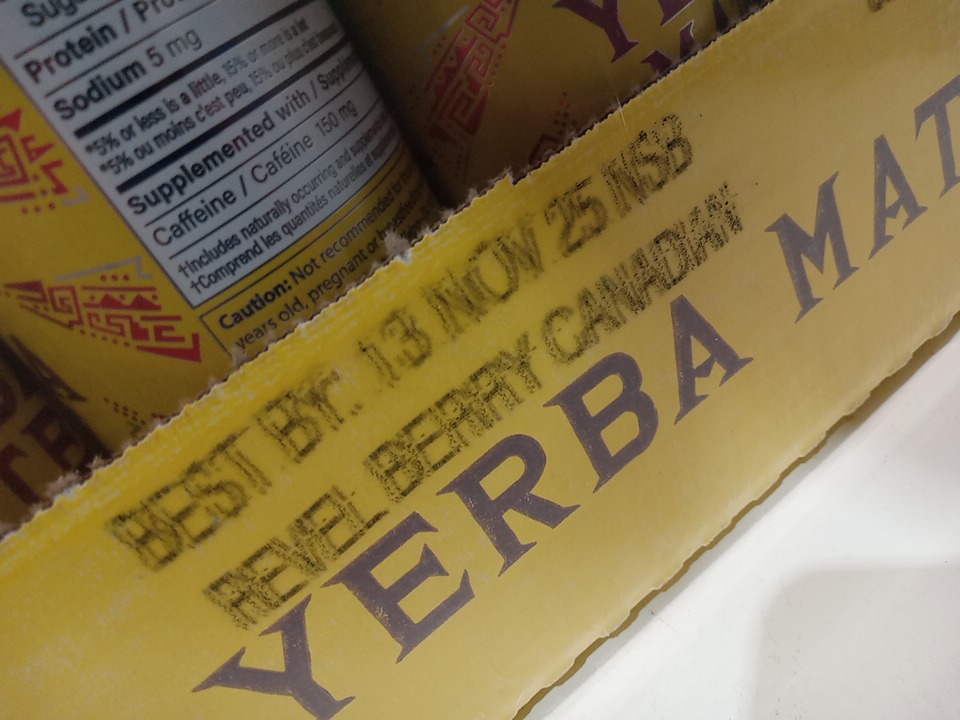 Protein / Prot
Sodium 5 mg
*5% or less is a little, 15% or more is a lot
*5% ou moins c'est peu, 15% ou plus c'est beaucoup
Supplemented with /
Caffeine / Caféine 150 mg
†Includes naturally occurring and
†Comprend les quantités naturelles et
Caution: Not recommended for
years old, pregnant or
BEST BY: 13 NOV 25 NSB
REVEL BERRY CANADIAN
YERBA MAT